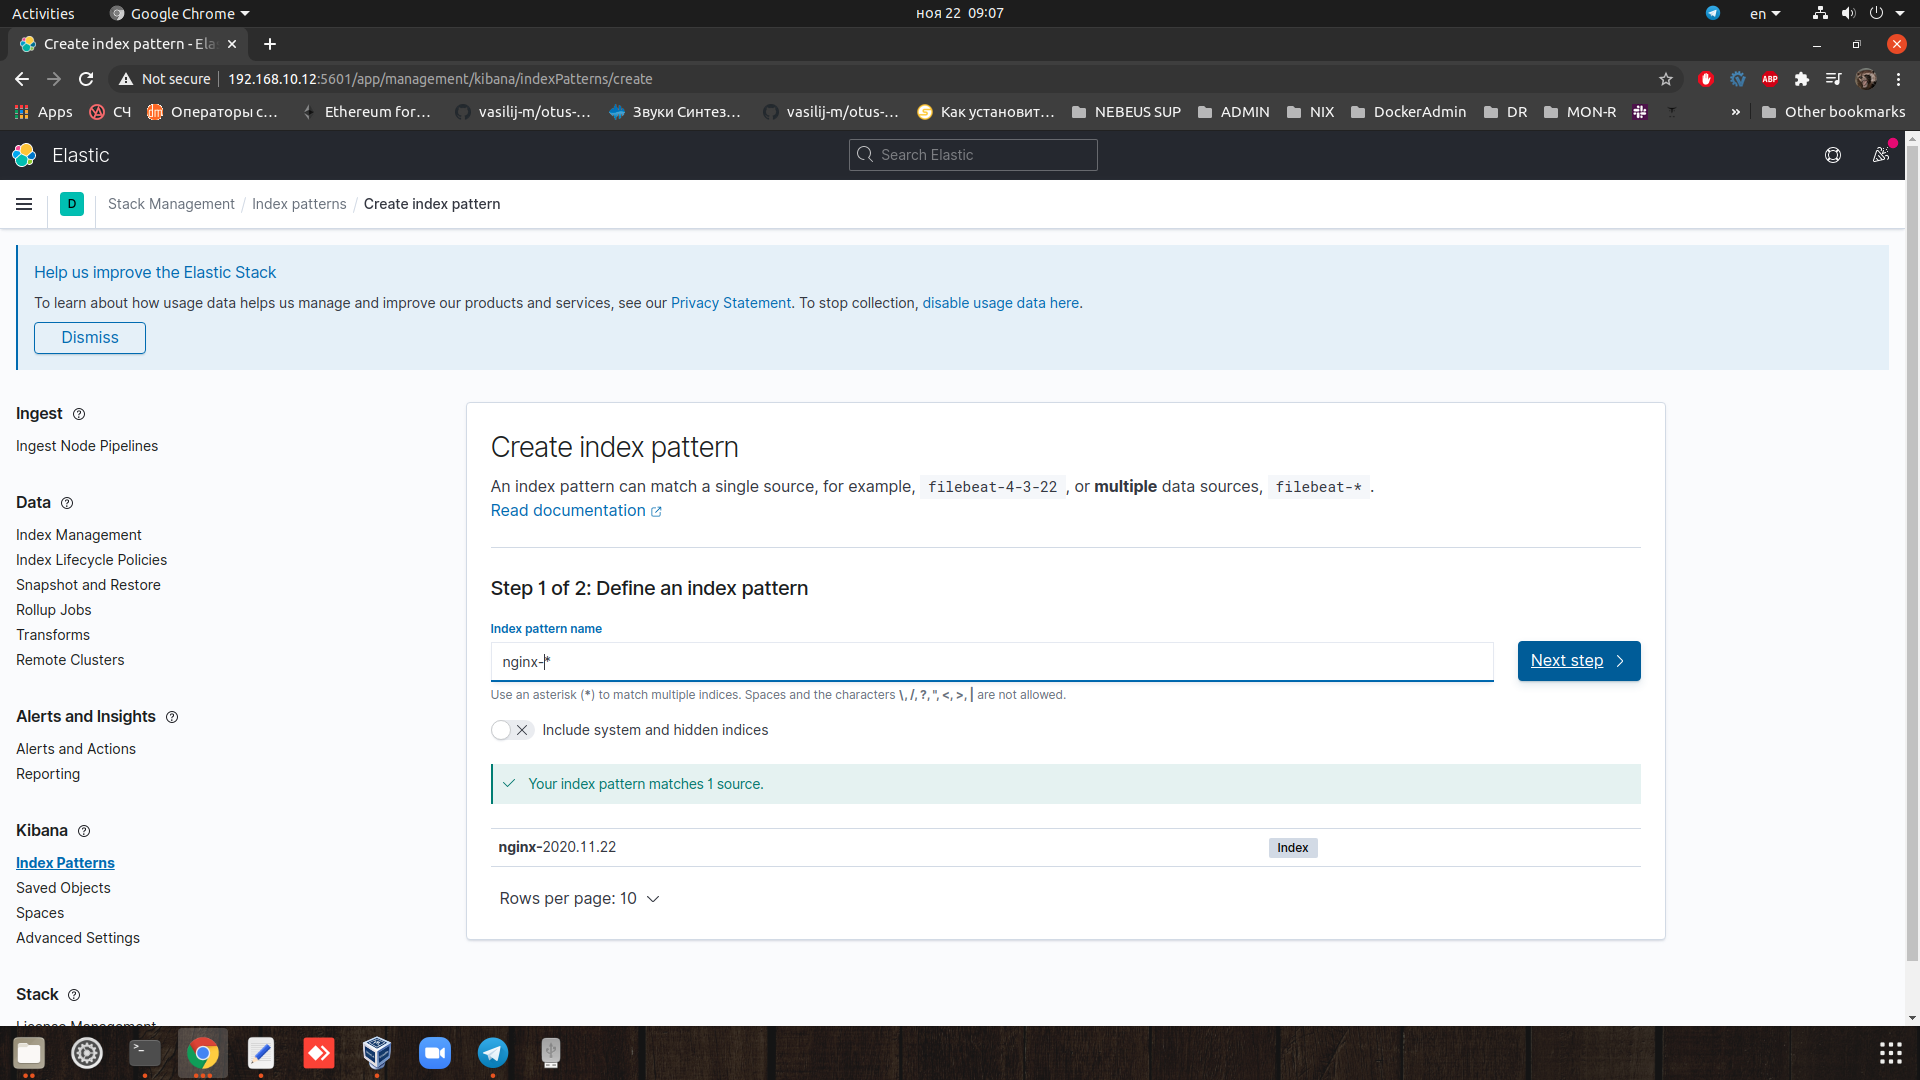 Activities
Google Chrome
ноя 22 09:07
en
Create index pattern - Ela
Not secure
192.168.10.12:5601/app/management/kibana/indexPatterns/create
ABP
Apps
СЧ
Операторы с...
Ethereum for...
vasilij-m/otus-...
Звуки Синтез...
vasilij-m/otus-...
Как установит...
NEBEUS SUP
ADMIN
NIX
DockerAdmin
DR
MON-R
»
Other bookmarks
Elastic
Search Elastic
D
Stack Management / Index patterns / Create index pattern
Help us improve the Elastic Stack
To learn about how usage data helps us manage and improve our products and services, see our Privacy Statement. To stop collection, disable usage data here.
Dismiss
Ingest
Ingest Node Pipelines
Data
Index Management
Index Lifecycle Policies
Snapshot and Restore
Rollup Jobs
Transforms
Remote Clusters
Alerts and Insights
Alerts and Actions
Reporting
Kibana
Index Patterns
Saved Objects
Spaces
Advanced Settings
Stack
License Management
Create index pattern
An index pattern can match a single source, for example, filebeat-4-3-22 , or multiple data sources, filebeat-* .
Read documentation
Step 1 of 2: Define an index pattern
Index pattern name
nginx-*
Next step
Use an asterisk (*) to match multiple indices. Spaces and the characters \, /, ?, ", <, >, | are not allowed.
Include system and hidden indices
Your index pattern matches 1 source.
nginx-2020.11.22
Index
Rows per page: 10